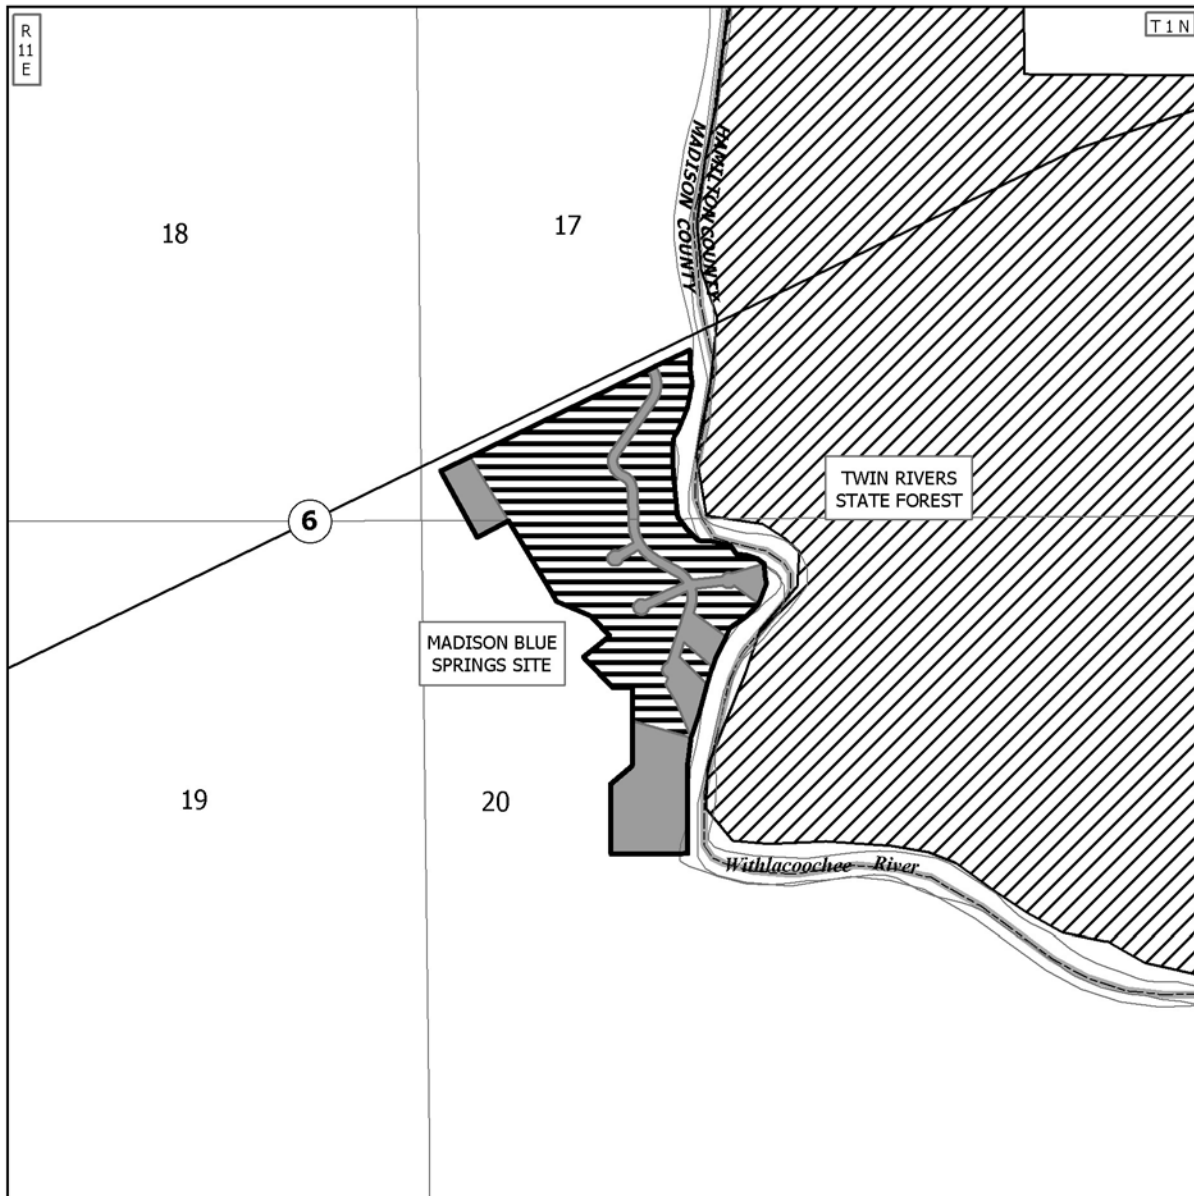 R
11
E
T 1 N
HAMILTON COUNTY
MADISON COUNTY
18
17
TWIN RIVERS
STATE FOREST
6
MADISON BLUE
SPRINGS SITE
19
20
Withlacoochee River